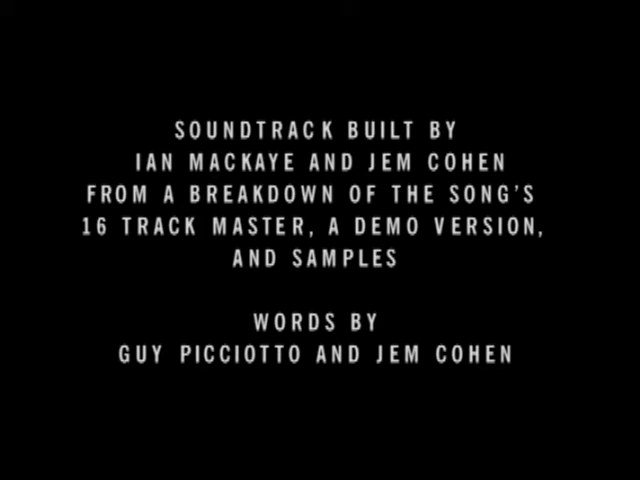 SOUNDTRACK BUILT BY
IAN MACKAYE AND JEM COHEN
FROM A BREAKDOWN OF THE SONG'S
16 TRACK MASTER, A DEMO VERSION,
AND SAMPLES
WORDS BY
GUY PICCIOTTO AND JEM COHEN